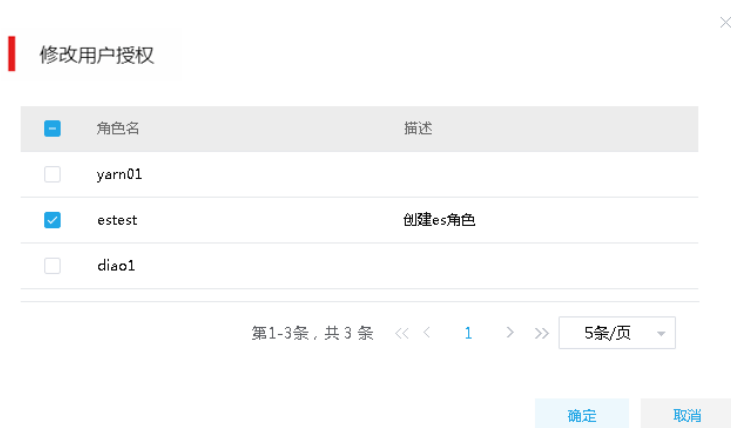 修改用户授权
角色名 描述
yarn01
estest 创建es角色
diao1
第1-3条，共 3 条 1 5条/页
确定 取消